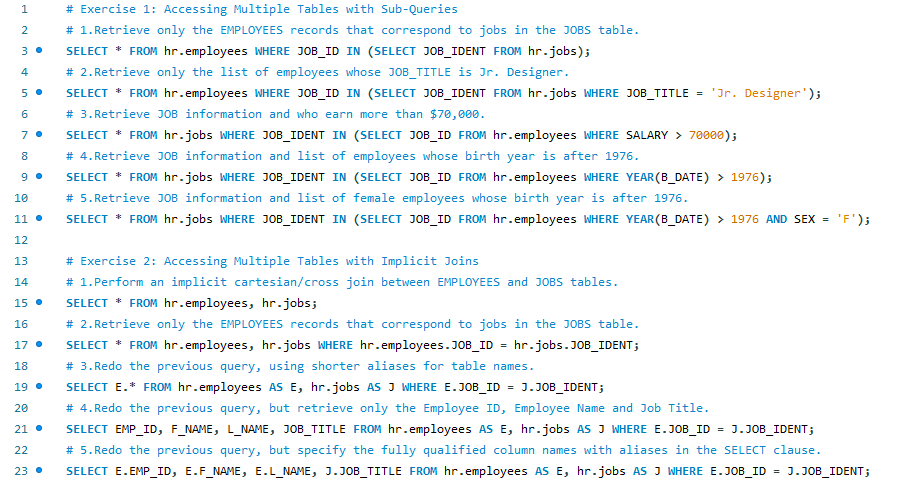 1 # Exercise 1: Accessing Multiple Tables with Sub-Queries
2 # 1.Retrieve only the EMPLOYEES records that correspond to jobs in the JOBS table.
3 SELECT * FROM hr.employees WHERE JOB_ID IN (SELECT JOB_IDENT FROM hr.jobs);
4 # 2.Retrieve only the list of employees whose JOB_TITLE is Jr. Designer.
5 SELECT * FROM hr.employees WHERE JOB_ID IN (SELECT JOB_IDENT FROM hr.jobs WHERE JOB_TITLE = 'Jr. Designer');
6 # 3.Retrieve JOB information and who earn more than $70,000.
7 SELECT * FROM hr.jobs WHERE JOB_IDENT IN (SELECT JOB_ID FROM hr.employees WHERE SALARY > 70000);
8 # 4.Retrieve JOB information and list of employees whose birth year is after 1976.
9 SELECT * FROM hr.jobs WHERE JOB_IDENT IN (SELECT JOB_ID FROM hr.employees WHERE YEAR(B_DATE) > 1976);
10 # 5.Retrieve JOB information and list of female employees whose birth year is after 1976.
11 SELECT * FROM hr.jobs WHERE JOB_IDENT IN (SELECT JOB_ID FROM hr.employees WHERE YEAR(B_DATE) > 1976 AND SEX = 'F');
12
13 # Exercise 2: Accessing Multiple Tables with Implicit Joins
14 # 1.Perform an implicit cartesian/cross join between EMPLOYEES and JOBS tables.
15 SELECT * FROM hr.employees, hr.jobs;
16 # 2.Retrieve only the EMPLOYEES records that correspond to jobs in the JOBS table.
17 SELECT * FROM hr.employees, hr.jobs WHERE hr.employees.JOB_ID = hr.jobs.JOB_IDENT;
18 # 3.Redo the previous query, using shorter aliases for table names.
19 SELECT E.* FROM hr.employees AS E, hr.jobs AS J WHERE E.JOB_ID = J.JOB_IDENT;
20 # 4.Redo the previous query, but retrieve only the Employee ID, Employee Name and Job Title.
21 SELECT EMP_ID, F_NAME, L_NAME, JOB_TITLE FROM hr.employees AS E, hr.jobs AS J WHERE E.JOB_ID = J.JOB_IDENT;
22 # 5.Redo the previous query, but specify the fully qualified column names with aliases in the SELECT clause.
23 SELECT E.EMP_ID, E.F_NAME, E.L_NAME, J.JOB_TITLE FROM hr.employees AS E, hr.jobs AS J WHERE E.JOB_ID = J.JOB_IDENT;